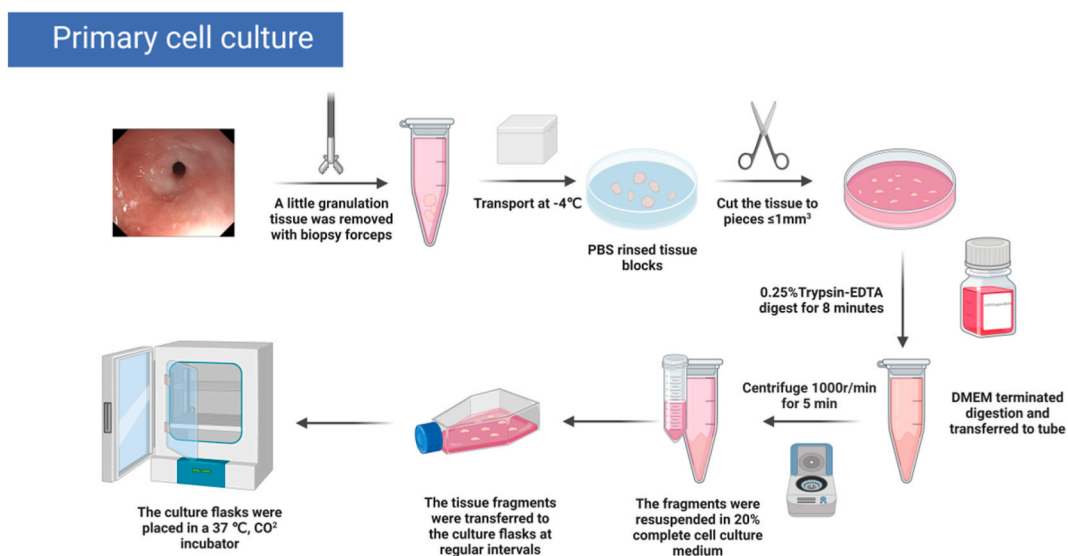 Primary cell culture
A little granulation
tissue was removed
with biopsy forceps
Transport at -4℃
PBS rinsed tissue
blocks
Cut the tissue to
pieces ≤1mm³
0.25%Trypsin-EDTA
digest for 8 minutes
DMEM terminated
digestion and
transferred to tube
Centrifuge 1000r/min
for 5 min
The fragments were
resuspended in 20%
complete cell culture
medium
The tissue fragments
were transferred to
the culture flasks at
regular intervals
The culture flasks were
placed in a 37 ℃, CO²
incubator